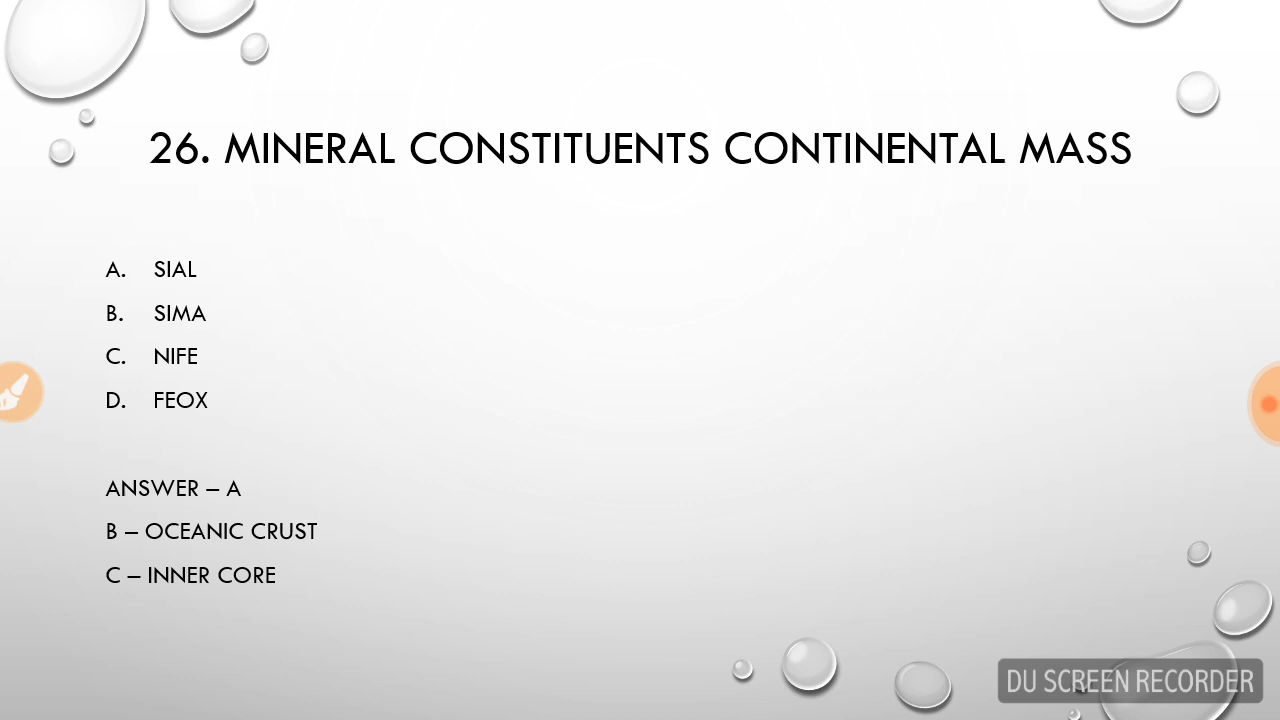 26. MINERAL CONSTITUENTS CONTINENTAL MASS
A. SIAL
B. SIMA
C. NIFE
D. FEOX
ANSWER – A
B – OCEANIC CRUST
C – INNER CORE
DU SCREEN RECORDER